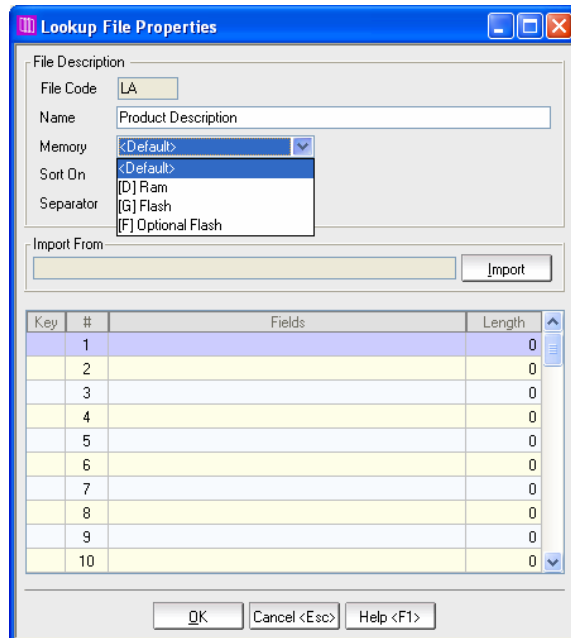 Lookup File Properties
File Description
File Code LA
Name Product Description
Memory <Default>
<Default>
Sort On
[D] Ram
[G] Flash
Separator
[F] Optional Flash
Import From
Import
Key # Fields Length
1 0
2 0
3 0
4 0
5 0
6 0
7 0
8 0
9 0
10 0
OK Cancel <Esc> Help <F1>